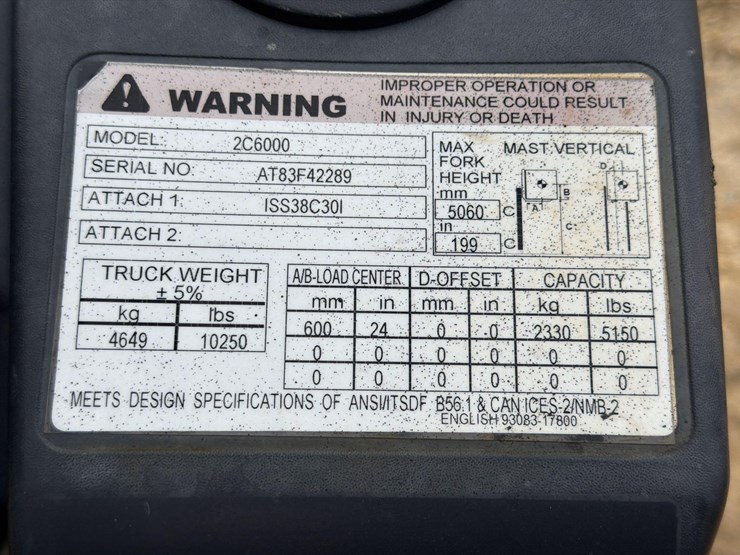 WARNING
IMPROPER OPERATION OR
MAINTENANCE COULD RESULT
IN INJURY OR DEATH
MODEL: 2C6000
SERIAL NO: AT83F42289
ATTACH 1: ISS38C30I
ATTACH 2:
MAX FORK HEIGHT
mm
5060 C
in
199 C
MAST VERTICAL
A
B
C
D
TRUCK WEIGHT
± 5%
kg lbs
4649 10250
A/B-LOAD CENTER D-OFFSET CAPACITY
mm in mm in kg lbs
600 24 0 0 2330 5150
0 0 0 0 0 0
0 0 0 0 0 0
MEETS DESIGN SPECIFICATIONS OF ANSI/ITSDF B56.1 & CAN ICES-2/NMB-2
ENGLISH 93083-17800